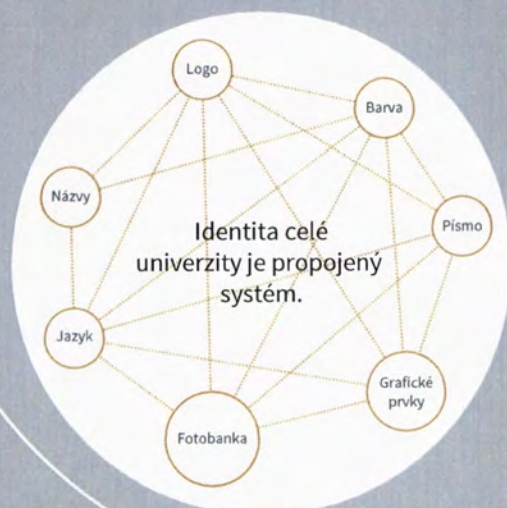 Logo
Barva
Názvy
Písmo
Identita celé
univerzity je propojený
systém.
Jazyk
Grafické
prvky
Fotobanka